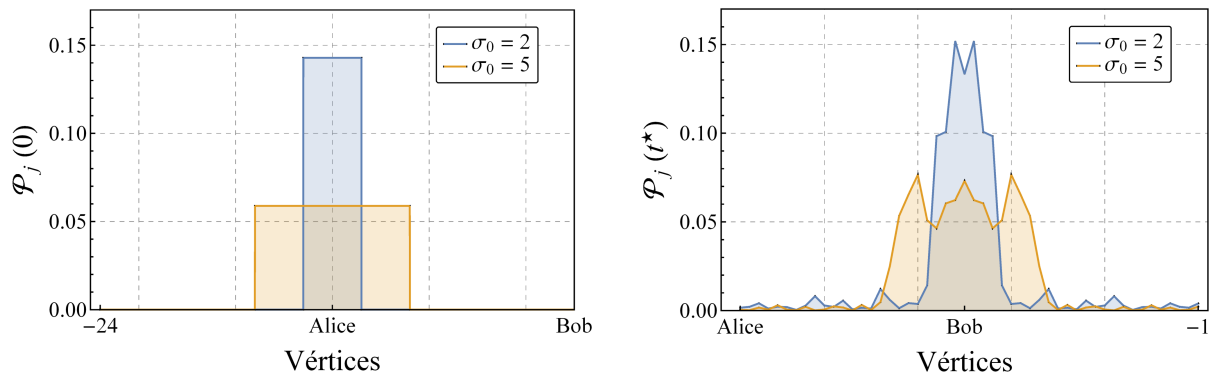 σ₀ = 2
σ₀ = 5
0.15
0.10
0.05
0.00
𝒫ⱼ (0)
−24
Alice
Bob
Vértices
σ₀ = 2
σ₀ = 5
0.15
0.10
0.05
0.00
𝒫ⱼ (t★)
Alice
Bob
−1
Vértices